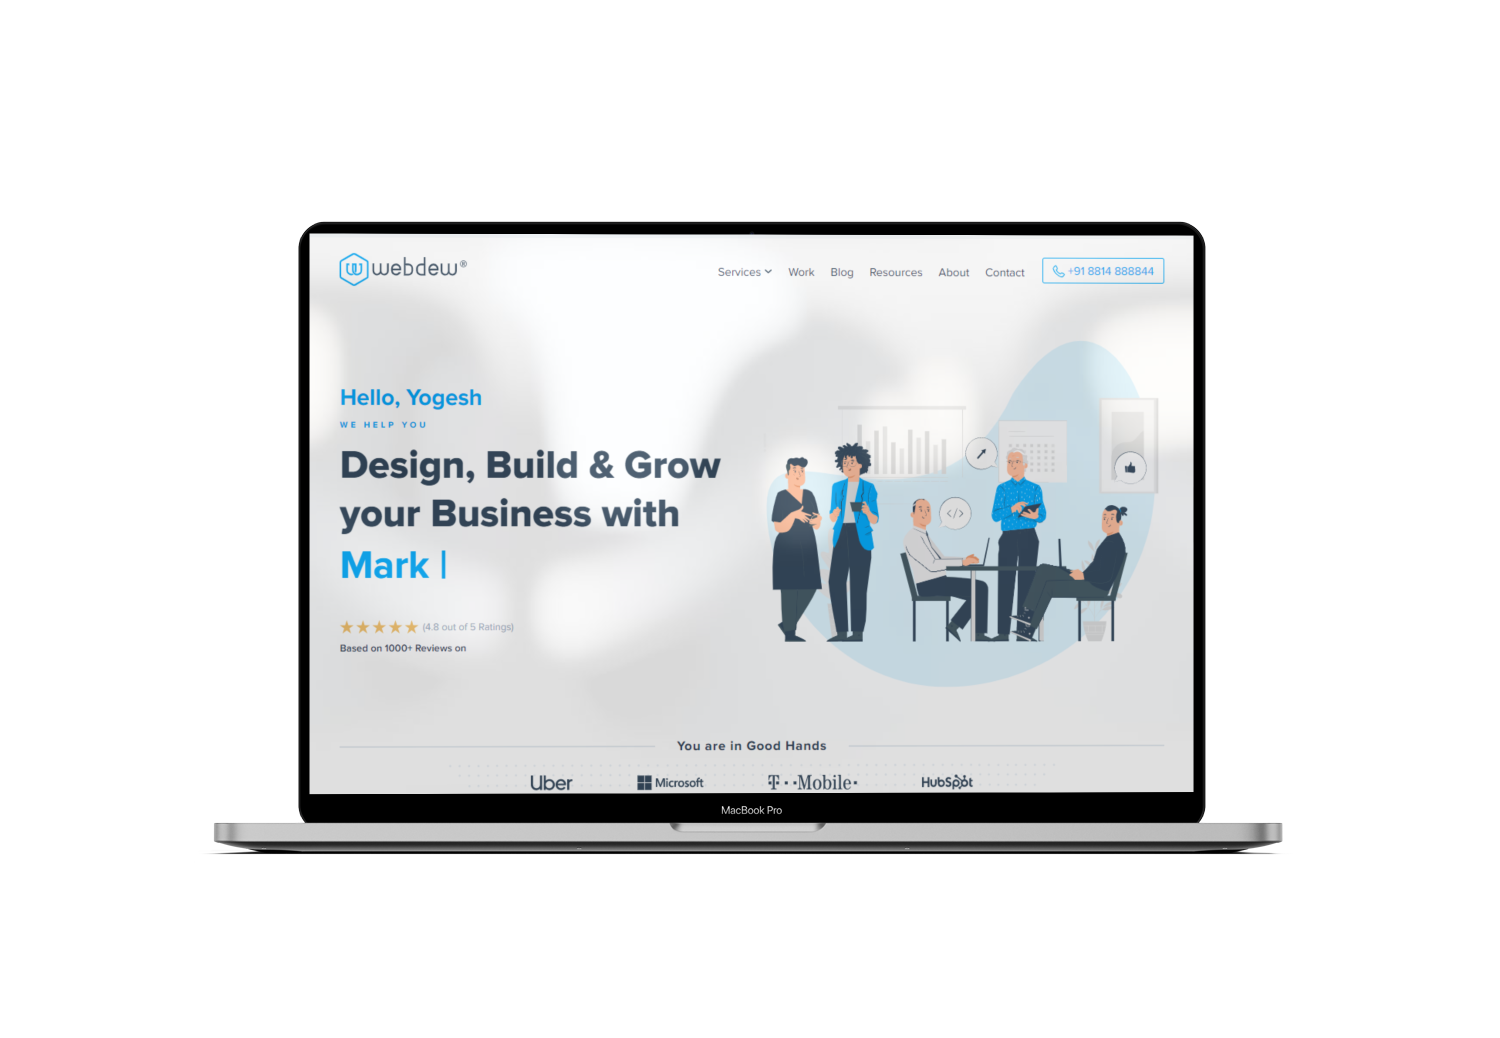 webdew®
Services Work Blog Resources About Contact +91 8814 888844
Hello, Yogesh
WE HELP YOU
Design, Build & Grow
your Business with
Mark |
(4.8 out of 5 Ratings)
Based on 1000+ Reviews on
</>
You are in Good Hands
Uber Microsoft T··Mobile· HubSpot
MacBook Pro